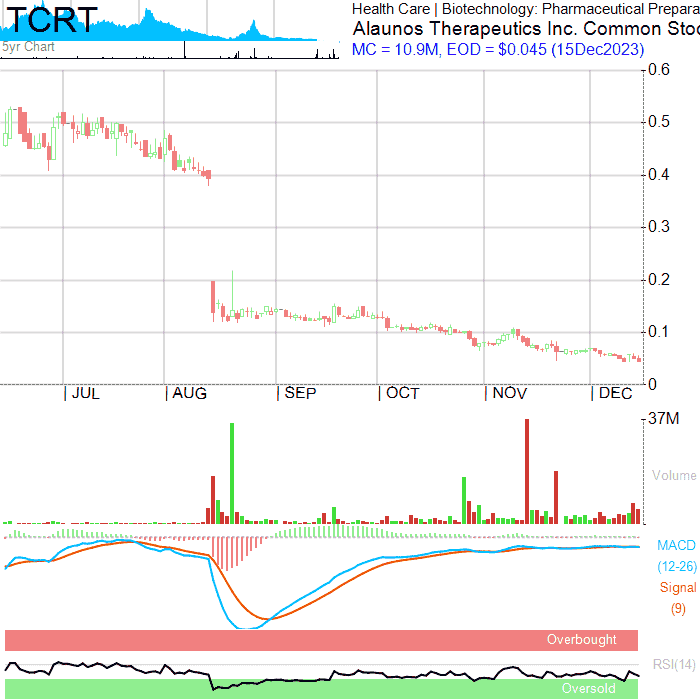 TCRT
5yr Chart
Health Care | Biotechnology: Pharmaceutical Prepara
Alaunos Therapeutics Inc. Common Stoc
MC = 10.9M, EOD = $0.045 (15Dec2023)
0.6
0.5
0.4
0.3
0.2
0.1
0
JUL AUG SEP OCT NOV DEC
37M
Volume
MACD
(12-26)
Signal
(9)
Overbought
RSI(14)
Oversold